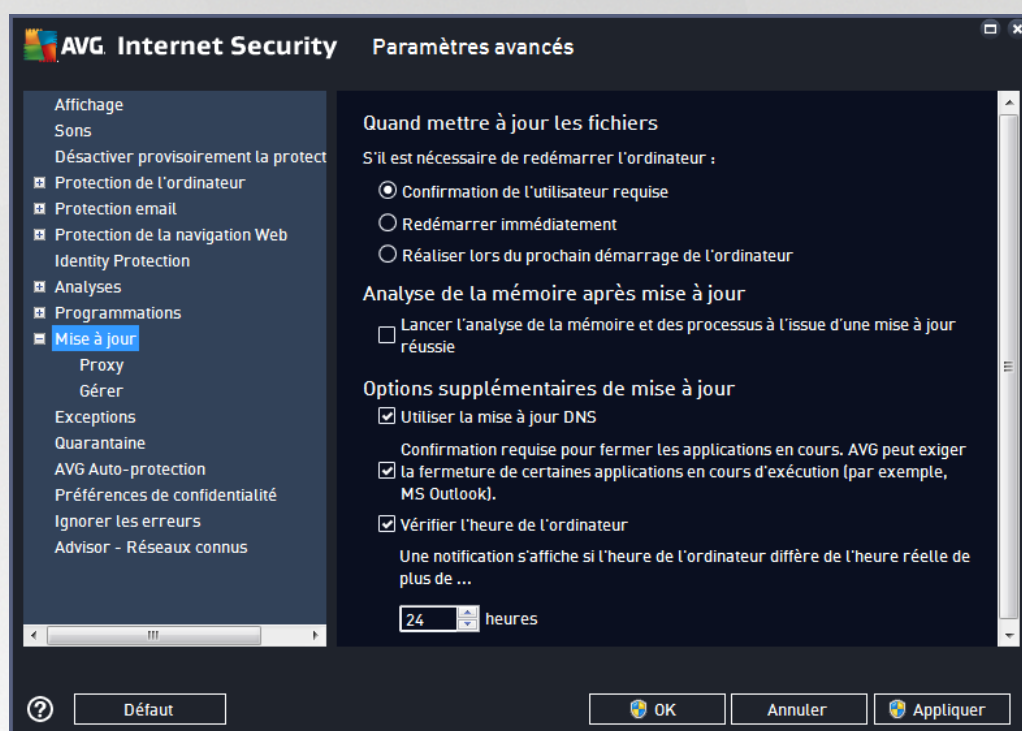 AVG. Internet Security
Paramètres avancés
Affichage
Sons
Désactiver provisoirement la protect
Protection de l'ordinateur
Protection email
Protection de la navigation Web
Identity Protection
Analyses
Programmations
Mise à jour
Proxy
Gérer
Exceptions
Quarantaine
AVG Auto-protection
Préférences de confidentialité
Ignorer les erreurs
Advisor - Réseaux connus
Quand mettre à jour les fichiers
S'il est nécessaire de redémarrer l'ordinateur :
Confirmation de l'utilisateur requise
Redémarrer immédiatement
Réaliser lors du prochain démarrage de l'ordinateur
Analyse de la mémoire après mise à jour
Lancer l'analyse de la mémoire et des processus à l'issue d'une mise à jour
réussie
Options supplémentaires de mise à jour
Utiliser la mise à jour DNS
Confirmation requise pour fermer les applications en cours. AVG peut exiger
la fermeture de certaines applications en cours d'exécution (par exemple,
MS Outlook).
Vérifier l'heure de l'ordinateur
Une notification s'affiche si l'heure de l'ordinateur diffère de l'heure réelle de
plus de ...
24 heures
? Défaut
OK
Annuler
Appliquer